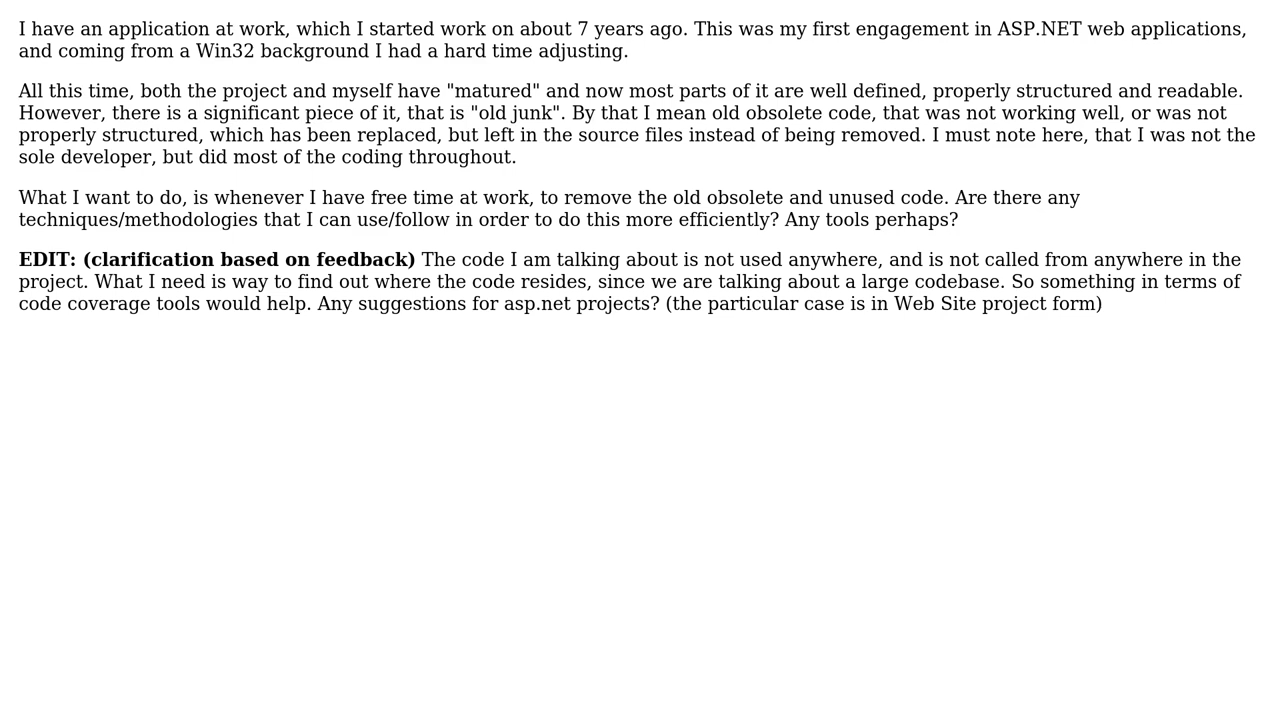 I have an application at work, which I started work on about 7 years ago. This was my first engagement in ASP.NET web applications,
and coming from a Win32 background I had a hard time adjusting.
All this time, both the project and myself have "matured" and now most parts of it are well defined, properly structured and readable.
However, there is a significant piece of it, that is "old junk". By that I mean old obsolete code, that was not working well, or was not
properly structured, which has been replaced, but left in the source files instead of being removed. I must note here, that I was not the
sole developer, but did most of the coding throughout.
What I want to do, is whenever I have free time at work, to remove the old obsolete and unused code. Are there any
techniques/methodologies that I can use/follow in order to do this more efficiently? Any tools perhaps?
EDIT: (clarification based on feedback) The code I am talking about is not used anywhere, and is not called from anywhere in the
project. What I need is way to find out where the code resides, since we are talking about a large codebase. So something in terms of
code coverage tools would help. Any suggestions for asp.net projects? (the particular case is in Web Site project form)